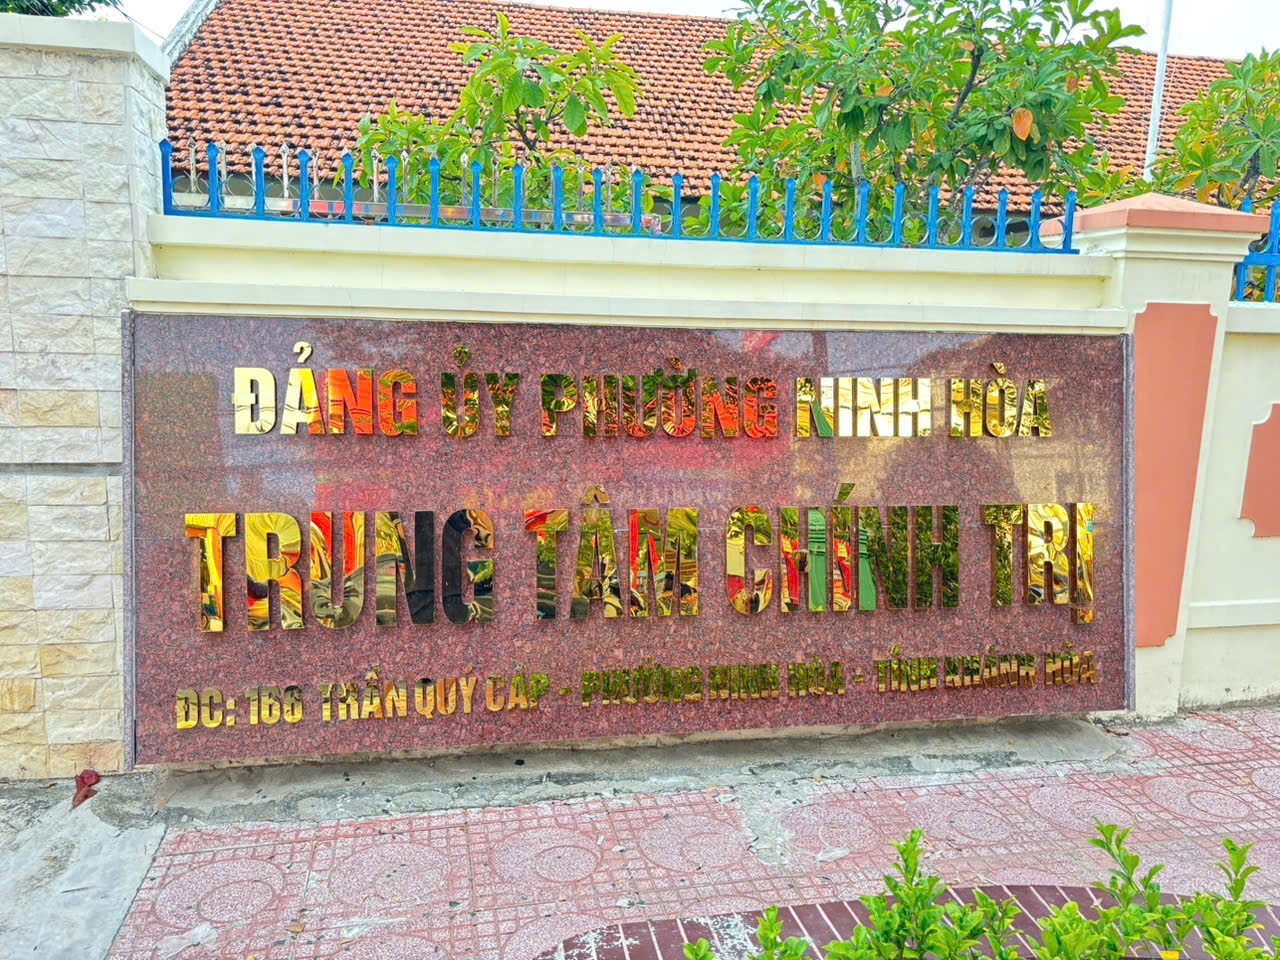 ĐẢNG ỦY PHƯỜNG NINH HÒA
TRUNG TÂM CHÍNH TRỊ
ĐC: 166 TRẦN QUÝ CÁP - PHƯỜNG NINH HÒA - TỈNH KHÁNH HÒA